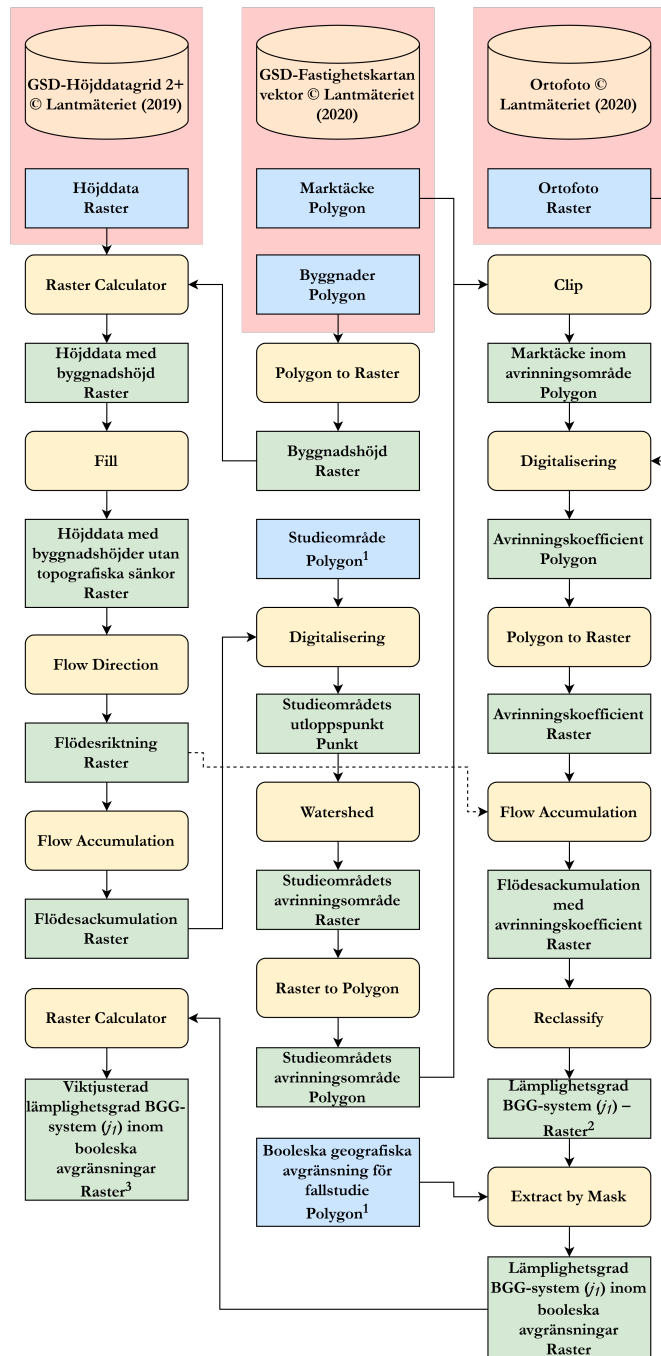 GSD-Höjddatagrid 2+
© Lantmäteriet (2019)
Höjddata
Raster
Raster Calculator
Höjddata med
byggnadshöjd
Raster
Fill
Höjddata med
byggnadshöjder utan
topografiska sänkor
Raster
Flow Direction
Flödesriktning
Raster
Flow Accumulation
Flödesackumulation
Raster
Raster Calculator
Viktjusterad
lämplighetsgrad BGG-
system (j1) inom
booleska
avgränsningar
Raster3
GSD-Fastighetskartan
vektor © Lantmäteriet
(2020)
Marktäcke
Polygon
Byggnader
Polygon
Polygon to Raster
Byggnadshöjd
Raster
Studieområde
Polygon1
Digitalisering
Studieområdets
utloppspunkt
Punkt
Watershed
Studieområdets
avrinningsområde
Raster
Raster to Polygon
Studieområdets
avrinningsområde
Polygon
Booleska geografiska
avgränsning för
fallstudie
Polygon1
Ortofoto ©
Lantmäteriet (2020)
Ortofoto
Raster
Clip
Marktäcke inom
avrinningsområde
Polygon
Digitalisering
Avrinningskoefficient
Polygon
Polygon to Raster
Avrinningskoefficient
Raster
Flow Accumulation
Flödesackumulation
med
avrinningskoefficient
Raster
Reclassify
Lämplighetsgrad
BGG-system (j1) –
Raster2
Extract by Mask
Lämplighetsgrad
BGG-system (j1) inom
booleska
avgränsningar
Raster